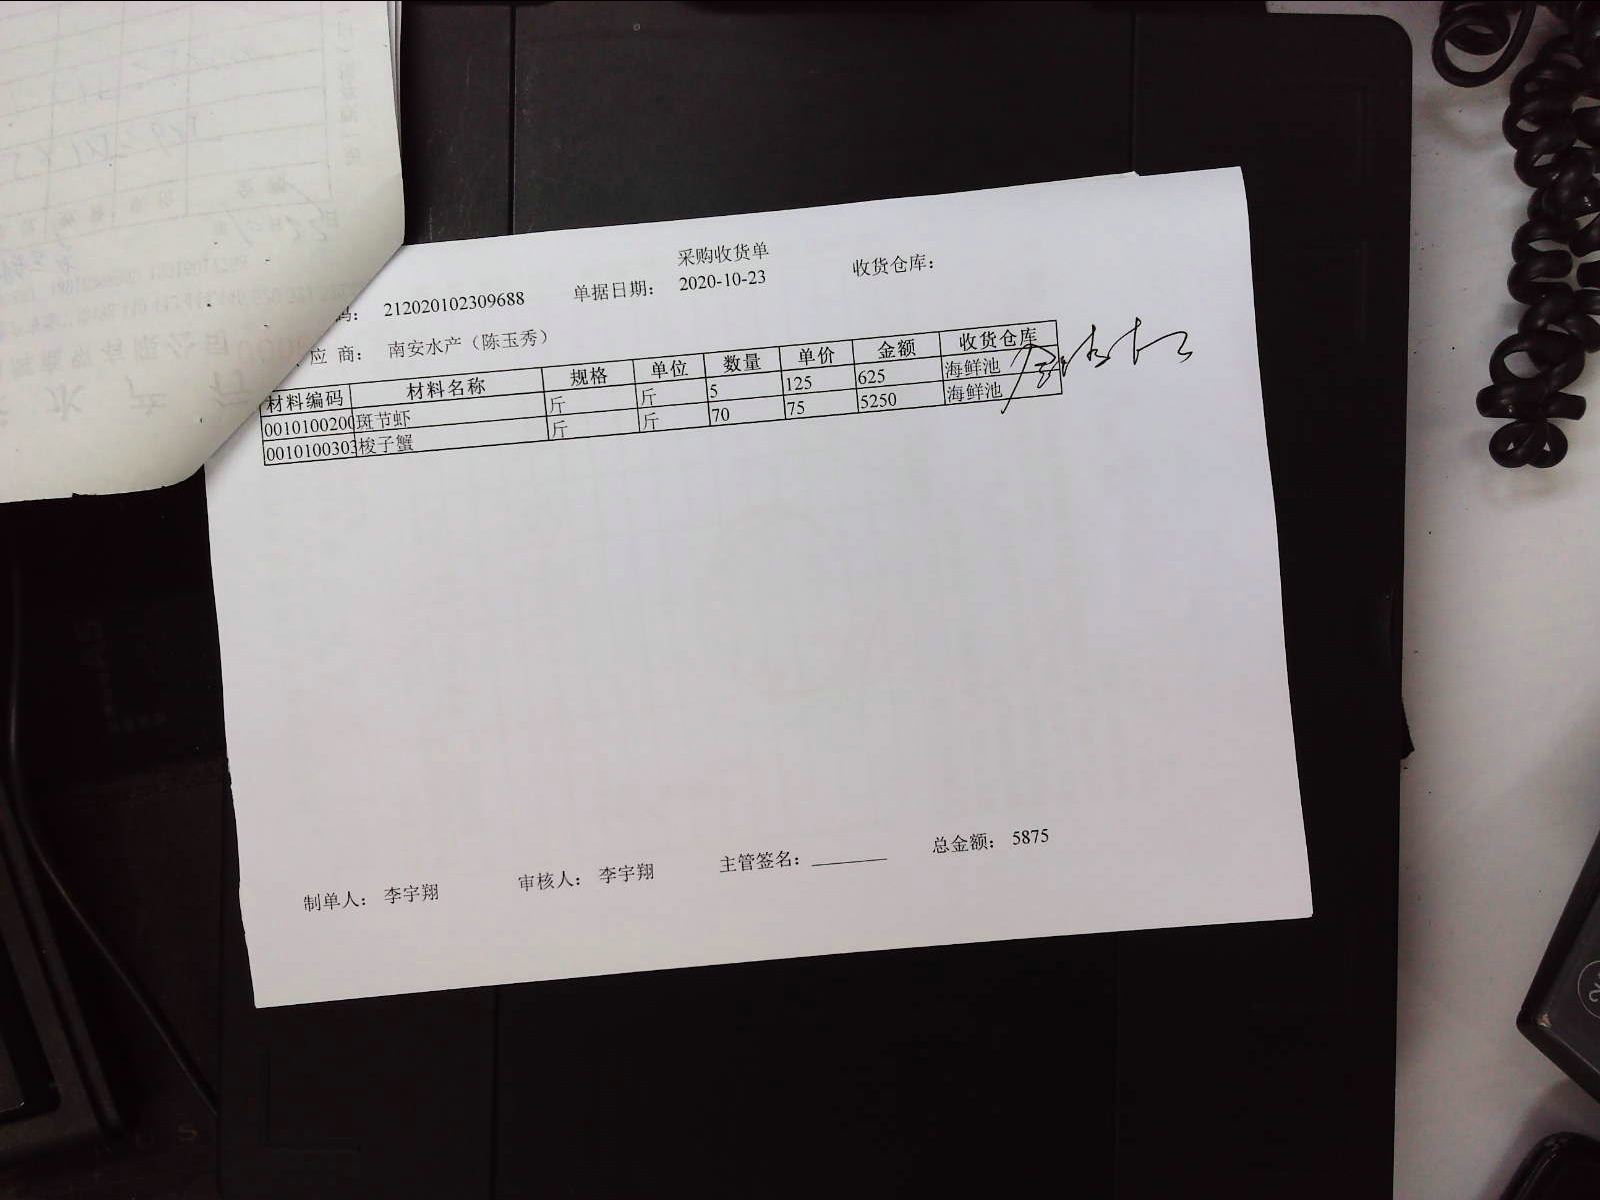 采购收货单
码： 212020102309688 单据日期： 2020-10-23 收货仓库：
应 商： 南安水产（陈玉秀）
材料编码 材料名称 规格 单位 数量 单价 金额 收货仓库
0010100200 斑节虾 斤 斤 5 125 625 海鲜池
0010100303 梭子蟹 斤 斤 70 75 5250 海鲜池
制单人： 李宇翔 审核人： 李宇翔 主管签名： 总金额： 5875